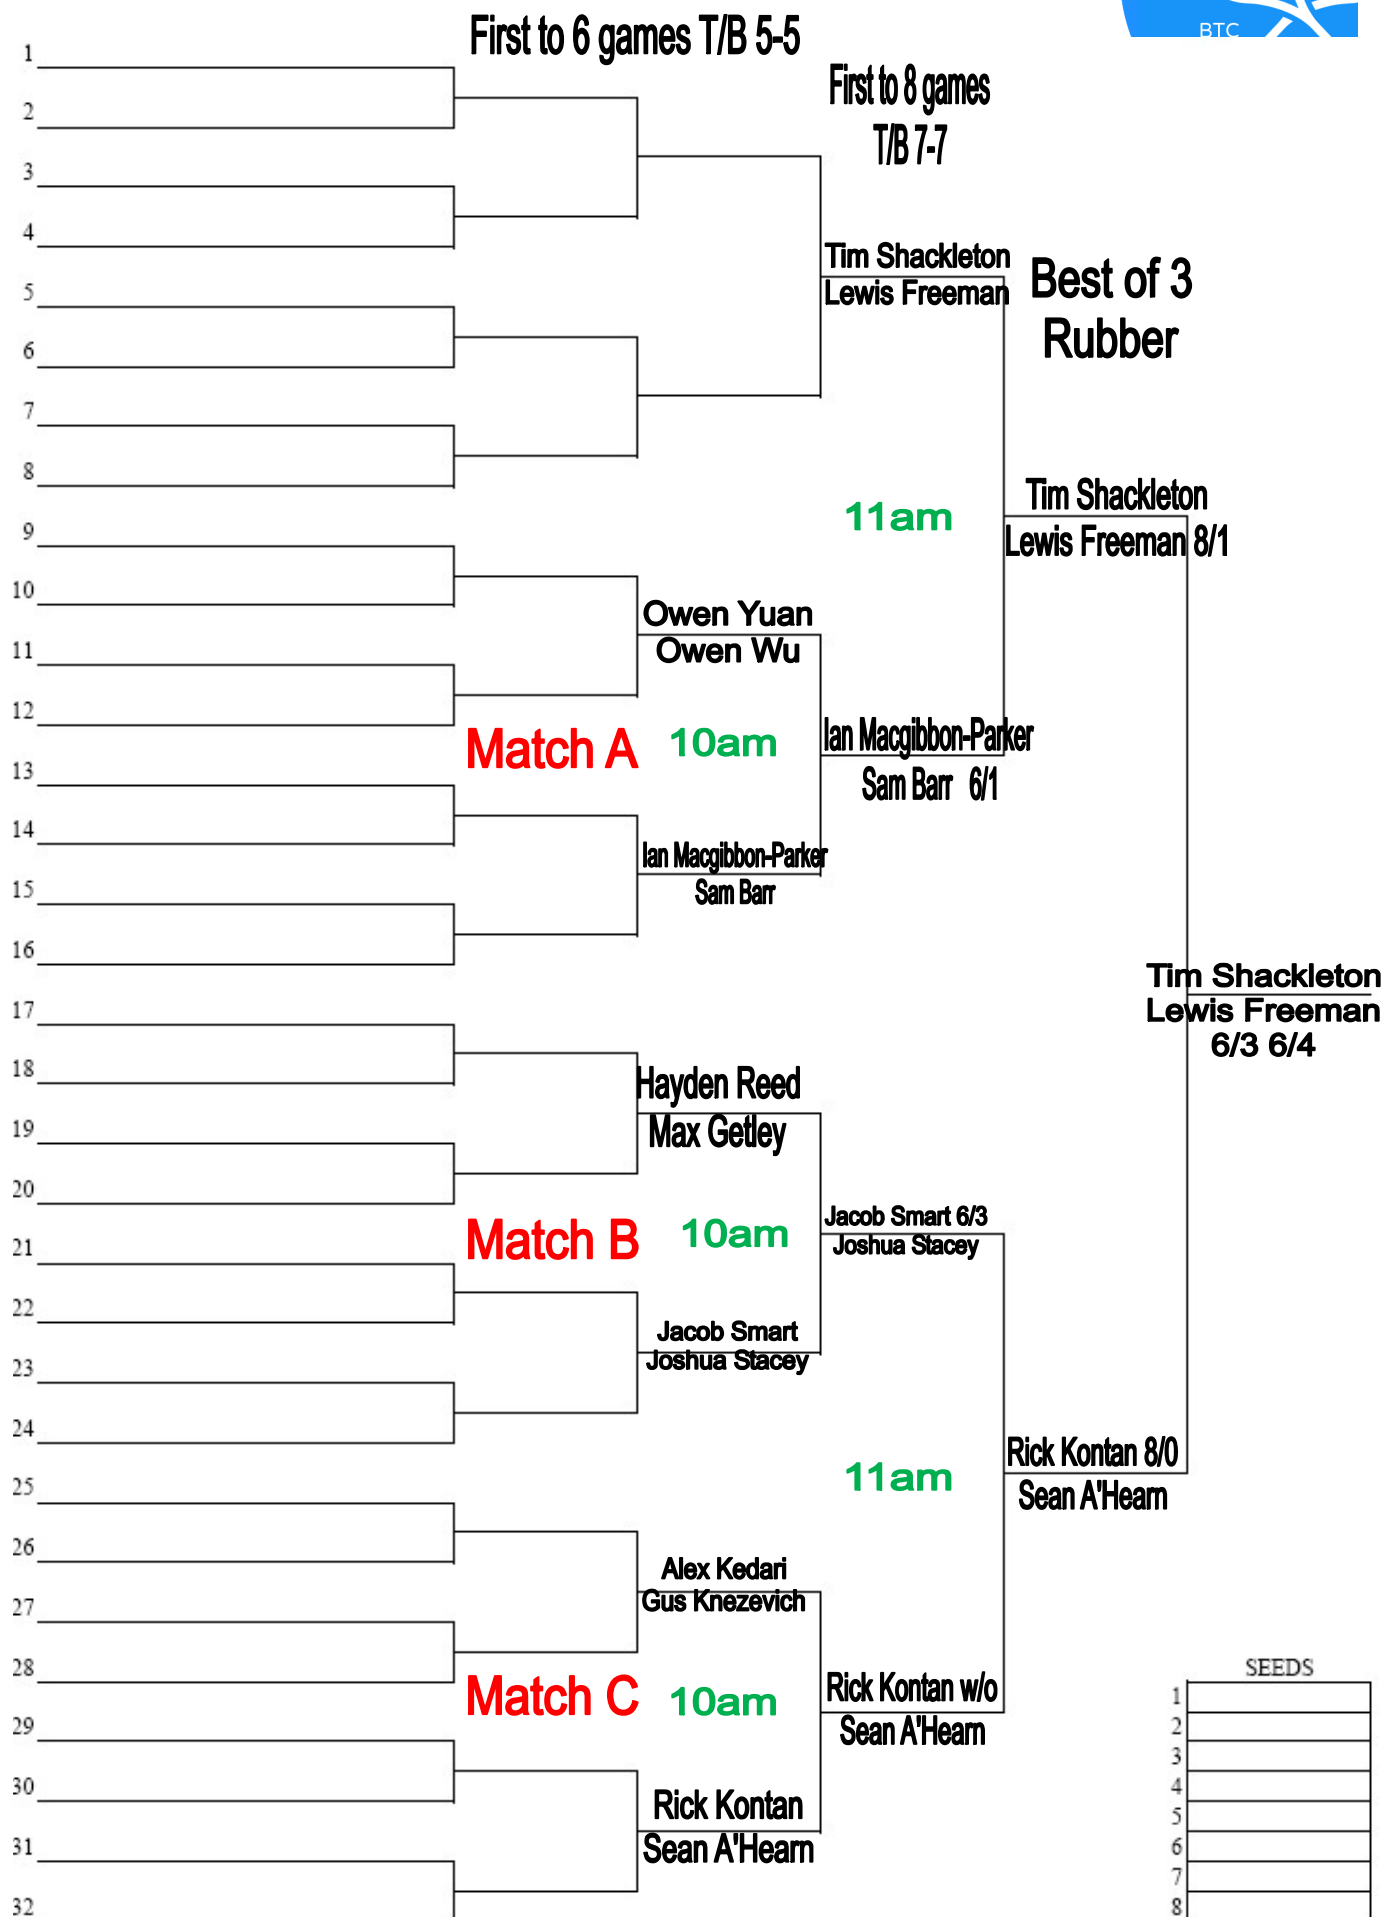 First to 6 games T/B 5-5
BTC
First to 8 games
T/B 7-7
1
2
3
4
5
6
7
8
9
10
11
12
13
14
15
16
17
18
19
20
21
22
23
24
25
26
27
28
29
30
31
32
Owen Yuan
Owen Wu
Match A
10am
Ian Macgibbon-Parker
Sam Barr
Hayden Reed
Max Getley
Match B
10am
Jacob Smart
Joshua Stacey
Alex Kedari
Gus Knezevich
Match C
10am
Rick Kontan
Sean A'Hearn
Tim Shackleton
Lewis Freeman
11am
Ian Macgibbon-Parker
Sam Barr 6/1
Jacob Smart 6/3
Joshua Stacey
11am
Rick Kontan w/o
Sean A'Hearn
Best of 3
Rubber
Tim Shackleton
Lewis Freeman 8/1
Rick Kontan 8/0
Sean A'Hearn
Tim Shackleton
Lewis Freeman
6/3 6/4
SEEDS
1
2
3
4
5
6
7
8